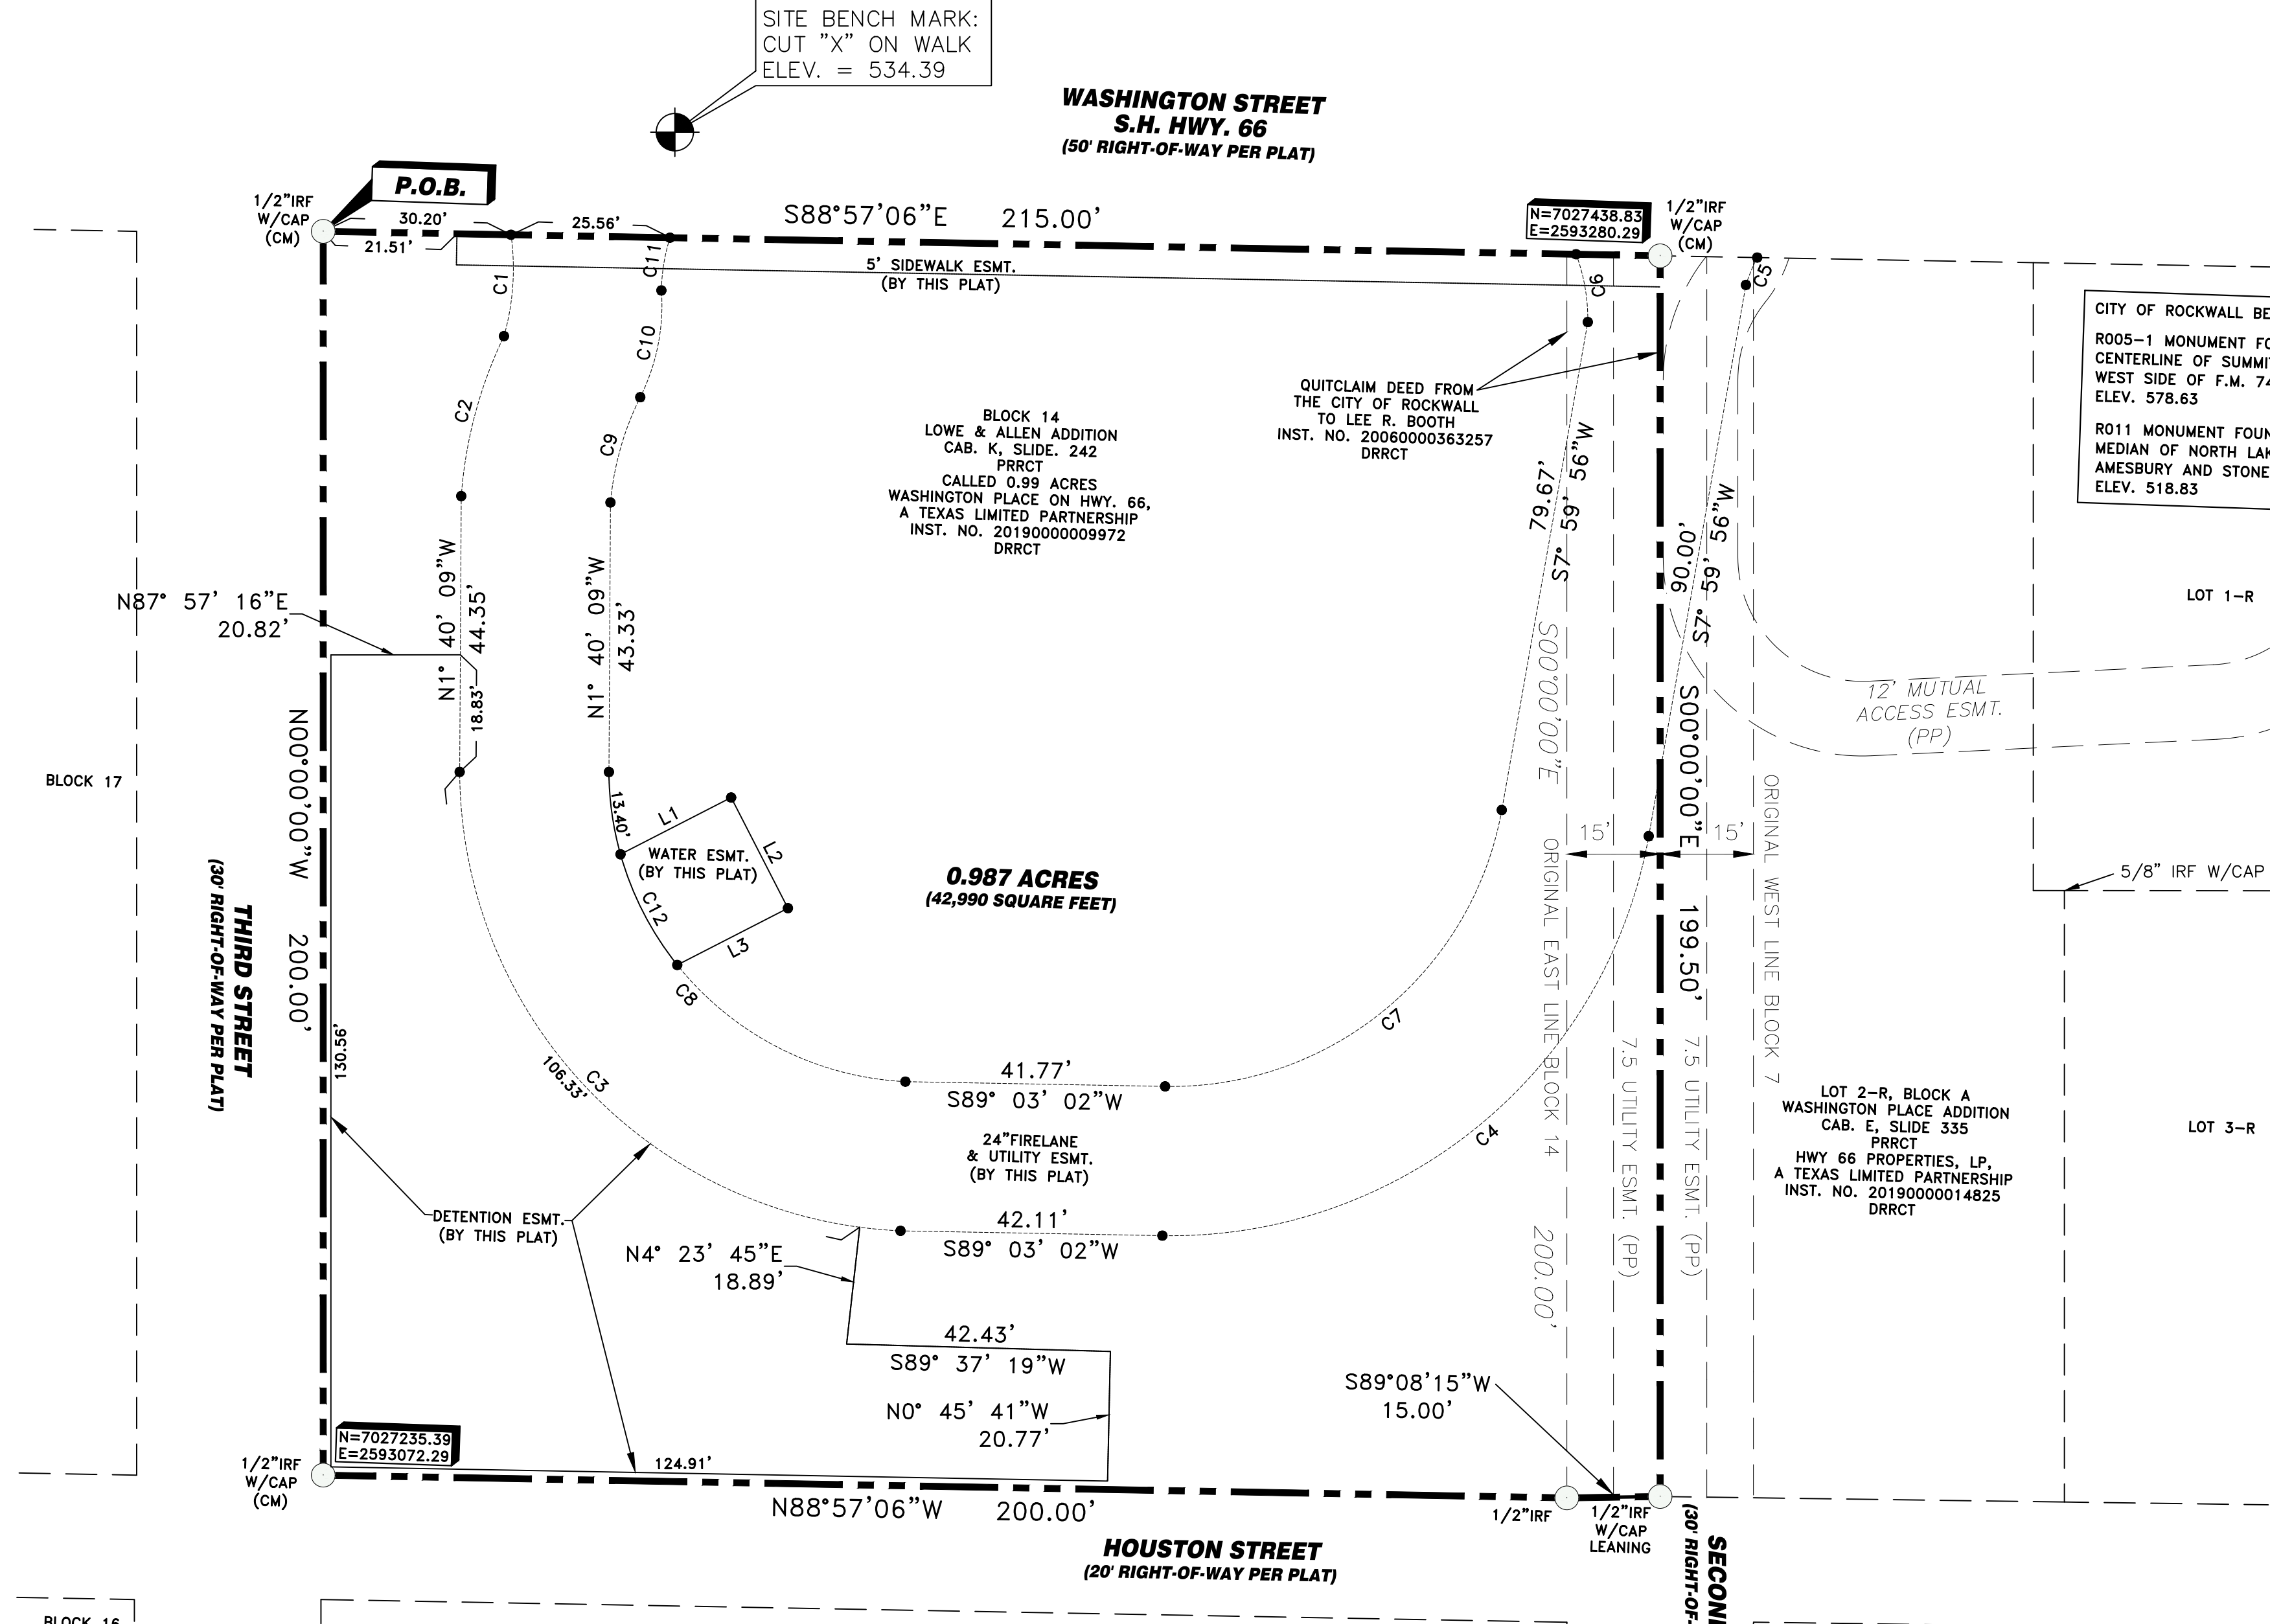 SITE BENCH MARK:
CUT "X" ON WALK
ELEV. = 534.39
WASHINGTON STREET
S.H. HWY. 66
(50' RIGHT-OF-WAY PER PLAT)
P.O.B.
1/2"IRF
W/CAP
(CM)
30.20'
21.51'
25.56'
S88°57'06"E 215.00'
N=7027438.83
E=2593280.29
1/2"IRF
W/CAP
(CM)
5' SIDEWALK ESMT.
(BY THIS PLAT)
C1
C11
C6
C5
C10
C2
C9
CITY OF ROCKWALL BE
R005-1 MONUMENT FO
CENTERLINE OF SUMMI
WEST SIDE OF F.M. 74
ELEV. 578.63
R011 MONUMENT FOUN
MEDIAN OF NORTH LAK
AMESBURY AND STONE
ELEV. 518.83
QUITCLAIM DEED FROM
THE CITY OF ROCKWALL
TO LEE R. BOOTH
INST. NO. 20060000363257
DRRCT
BLOCK 14
LOWE & ALLEN ADDITION
CAB. K, SLIDE. 242
PRRCT
CALLED 0.99 ACRES
WASHINGTON PLACE ON HWY. 66,
A TEXAS LIMITED PARTNERSHIP
INST. NO. 20190000009972
DRRCT
79.67'
S7° 59' 56"W
90.00'
S7° 59' 56"W
N87° 57' 16"E
20.82'
N1° 40' 09"W
44.35'
18.83'
N1° 40' 09"W
43.33'
LOT 1-R
12' MUTUAL
ACCESS ESMT.
(PP)
BLOCK 17
N00°00'00"W 200.00'
THIRD STREET
(30' RIGHT-OF-WAY PER PLAT)
13.40'
L1
L2
L3
WATER ESMT.
(BY THIS PLAT)
C12
C8
0.987 ACRES
(42,990 SQUARE FEET)
S00°00'00"E
ORIGINAL EAST LINE BLOCK 14
200.00'
15'
15'
S00°00'00"E 199.50'
ORIGINAL WEST LINE BLOCK 7
5/8" IRF W/CAP
7.5 UTILITY ESMT. (PP)
7.5 UTILITY ESMT. (PP)
C7
C4
130.56'
C3
106.33'
41.77'
S89° 03' 02"W
24"FIRELANE
& UTILITY ESMT.
(BY THIS PLAT)
42.11'
S89° 03' 02"W
LOT 2-R, BLOCK A
WASHINGTON PLACE ADDITION
CAB. E, SLIDE 335
PRRCT
HWY 66 PROPERTIES, LP,
A TEXAS LIMITED PARTNERSHIP
INST. NO. 20190000014825
DRRCT
LOT 3-R
DETENTION ESMT.
(BY THIS PLAT)
N4° 23' 45"E
18.89'
42.43'
S89° 37' 19"W
N0° 45' 41"W
20.77'
S89°08'15"W
15.00'
N=7027235.39
E=2593072.29
1/2"IRF
W/CAP
(CM)
124.91'
N88°57'06"W 200.00'
1/2"IRF
1/2"IRF
W/CAP
LEANING
HOUSTON STREET
(20' RIGHT-OF-WAY PER PLAT)
SECON
(30' RIGHT-OF-
BLOCK 16